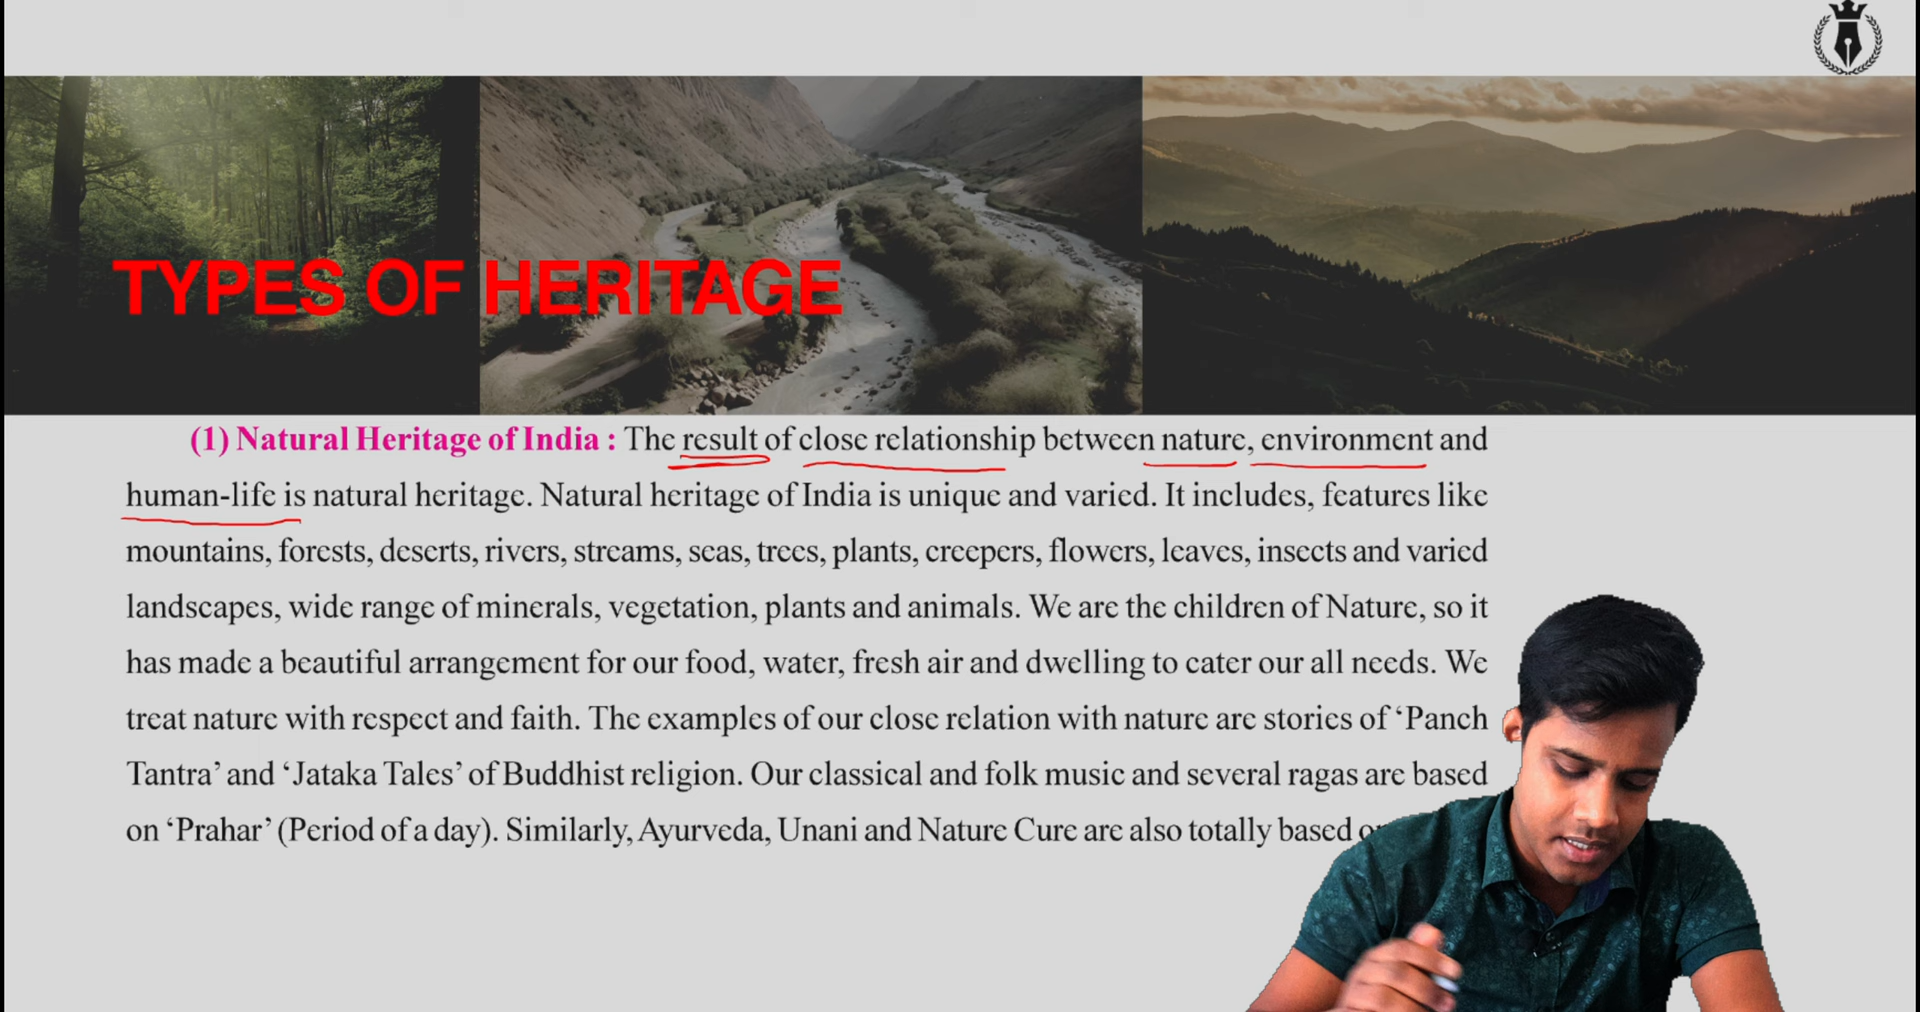 TYPES OF HERITAGE
(1) Natural Heritage of India : The result of close relationship between nature, environment and
human-life is natural heritage. Natural heritage of India is unique and varied. It includes, features like
mountains, forests, deserts, rivers, streams, seas, trees, plants, creepers, flowers, leaves, insects and varied
landscapes, wide range of minerals, vegetation, plants and animals. We are the children of Nature, so it
has made a beautiful arrangement for our food, water, fresh air and dwelling to cater our all needs. We
treat nature with respect and faith. The examples of our close relation with nature are stories of ‘Panch
Tantra’ and ‘Jataka Tales’ of Buddhist religion. Our classical and folk music and several ragas are based
on ‘Prahar’ (Period of a day). Similarly, Ayurveda, Unani and Nature Cure are also totally based